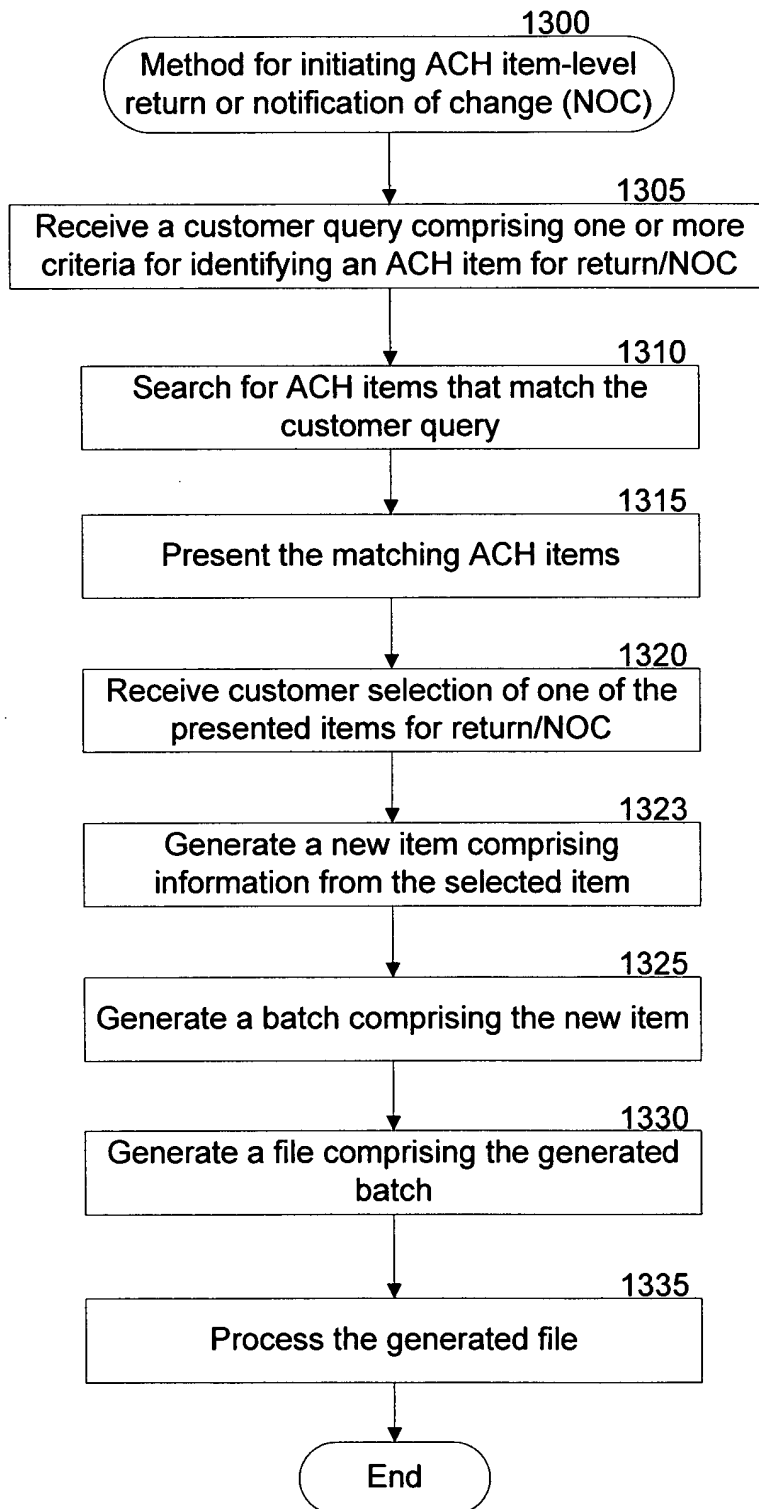 1300
Method for initiating ACH item-level
return or notification of change (NOC)
1305
Receive a customer query comprising one or more
criteria for identifying an ACH item for return/NOC
1310
Search for ACH items that match the
customer query
1315
Present the matching ACH items
1320
Receive customer selection of one of the
presented items for return/NOC
1323
Generate a new item comprising
information from the selected item
1325
Generate a batch comprising the new item
1330
Generate a file comprising the generated
batch
1335
Process the generated file
End